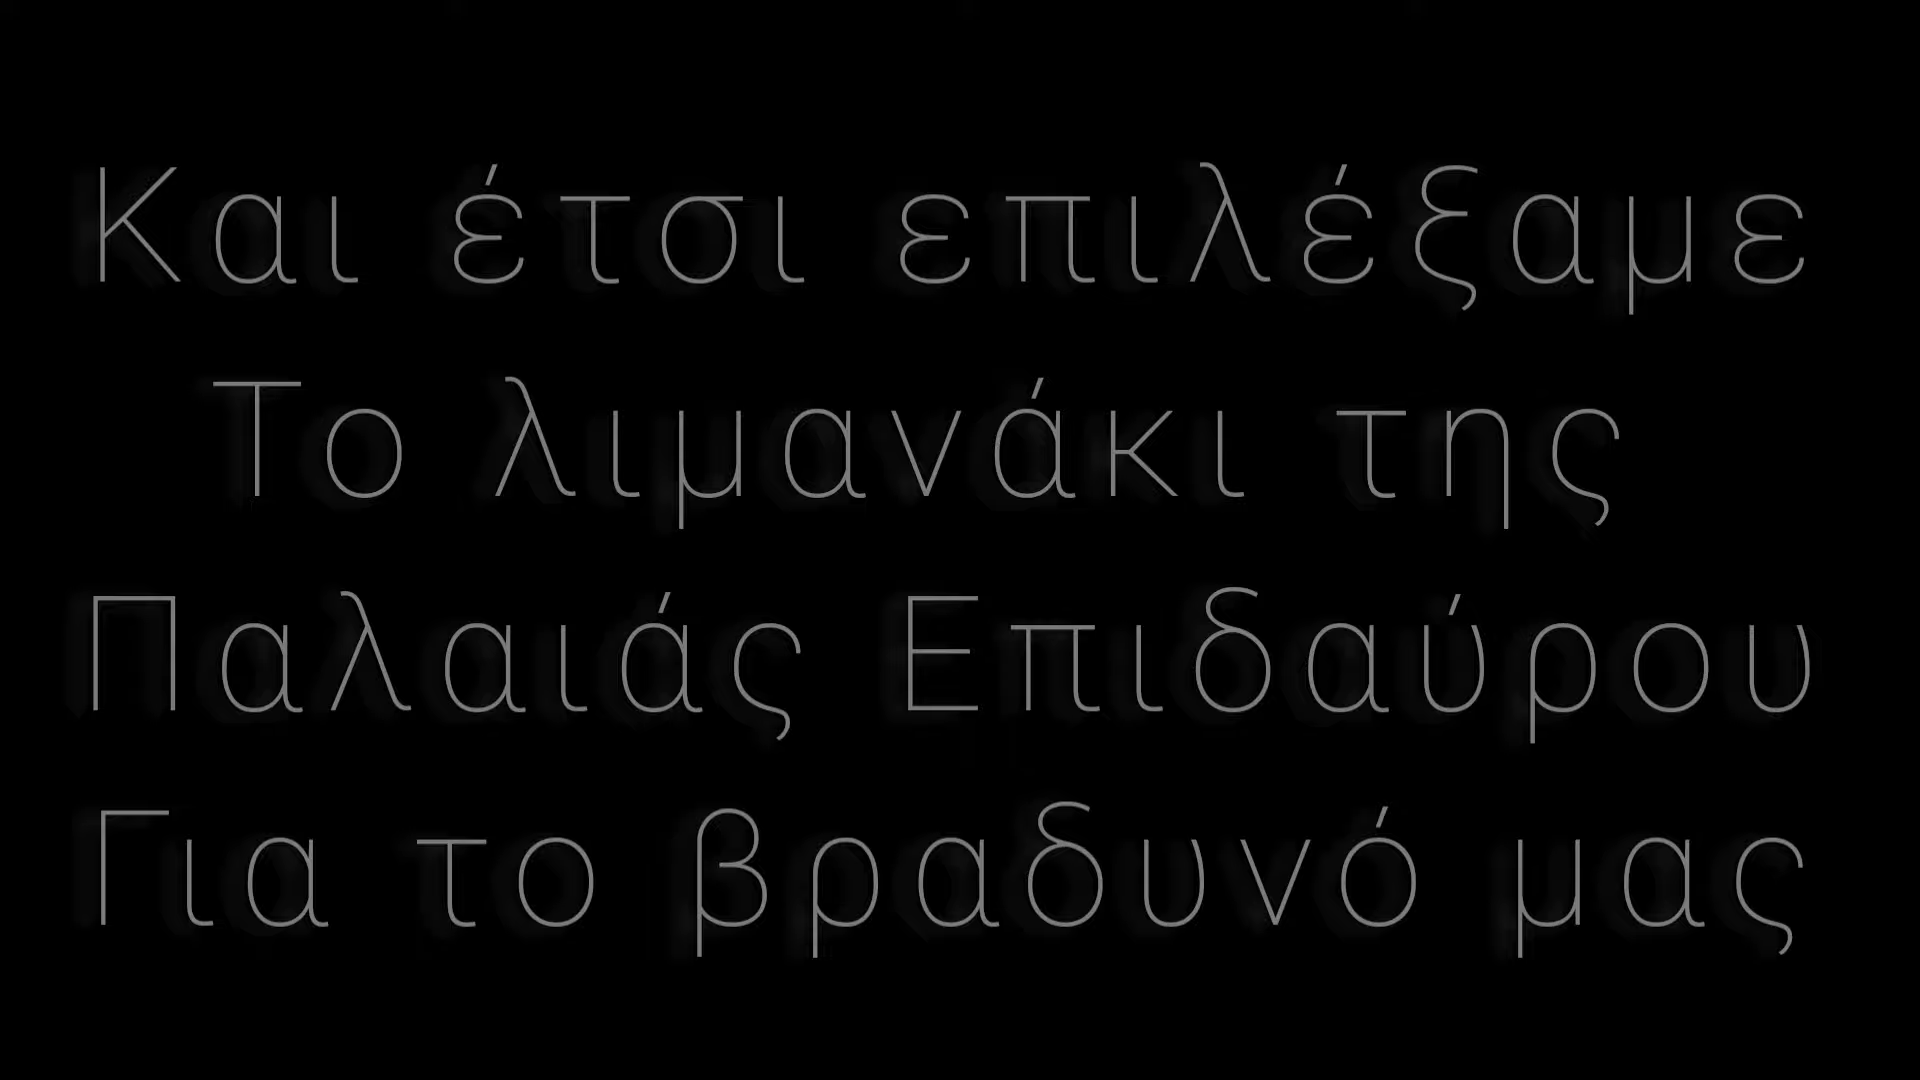 Και έτσι επιλέξαμε
Το λιμανάκι της
Παλαιάς Επιδαύρου
Για το βραδυνό μας